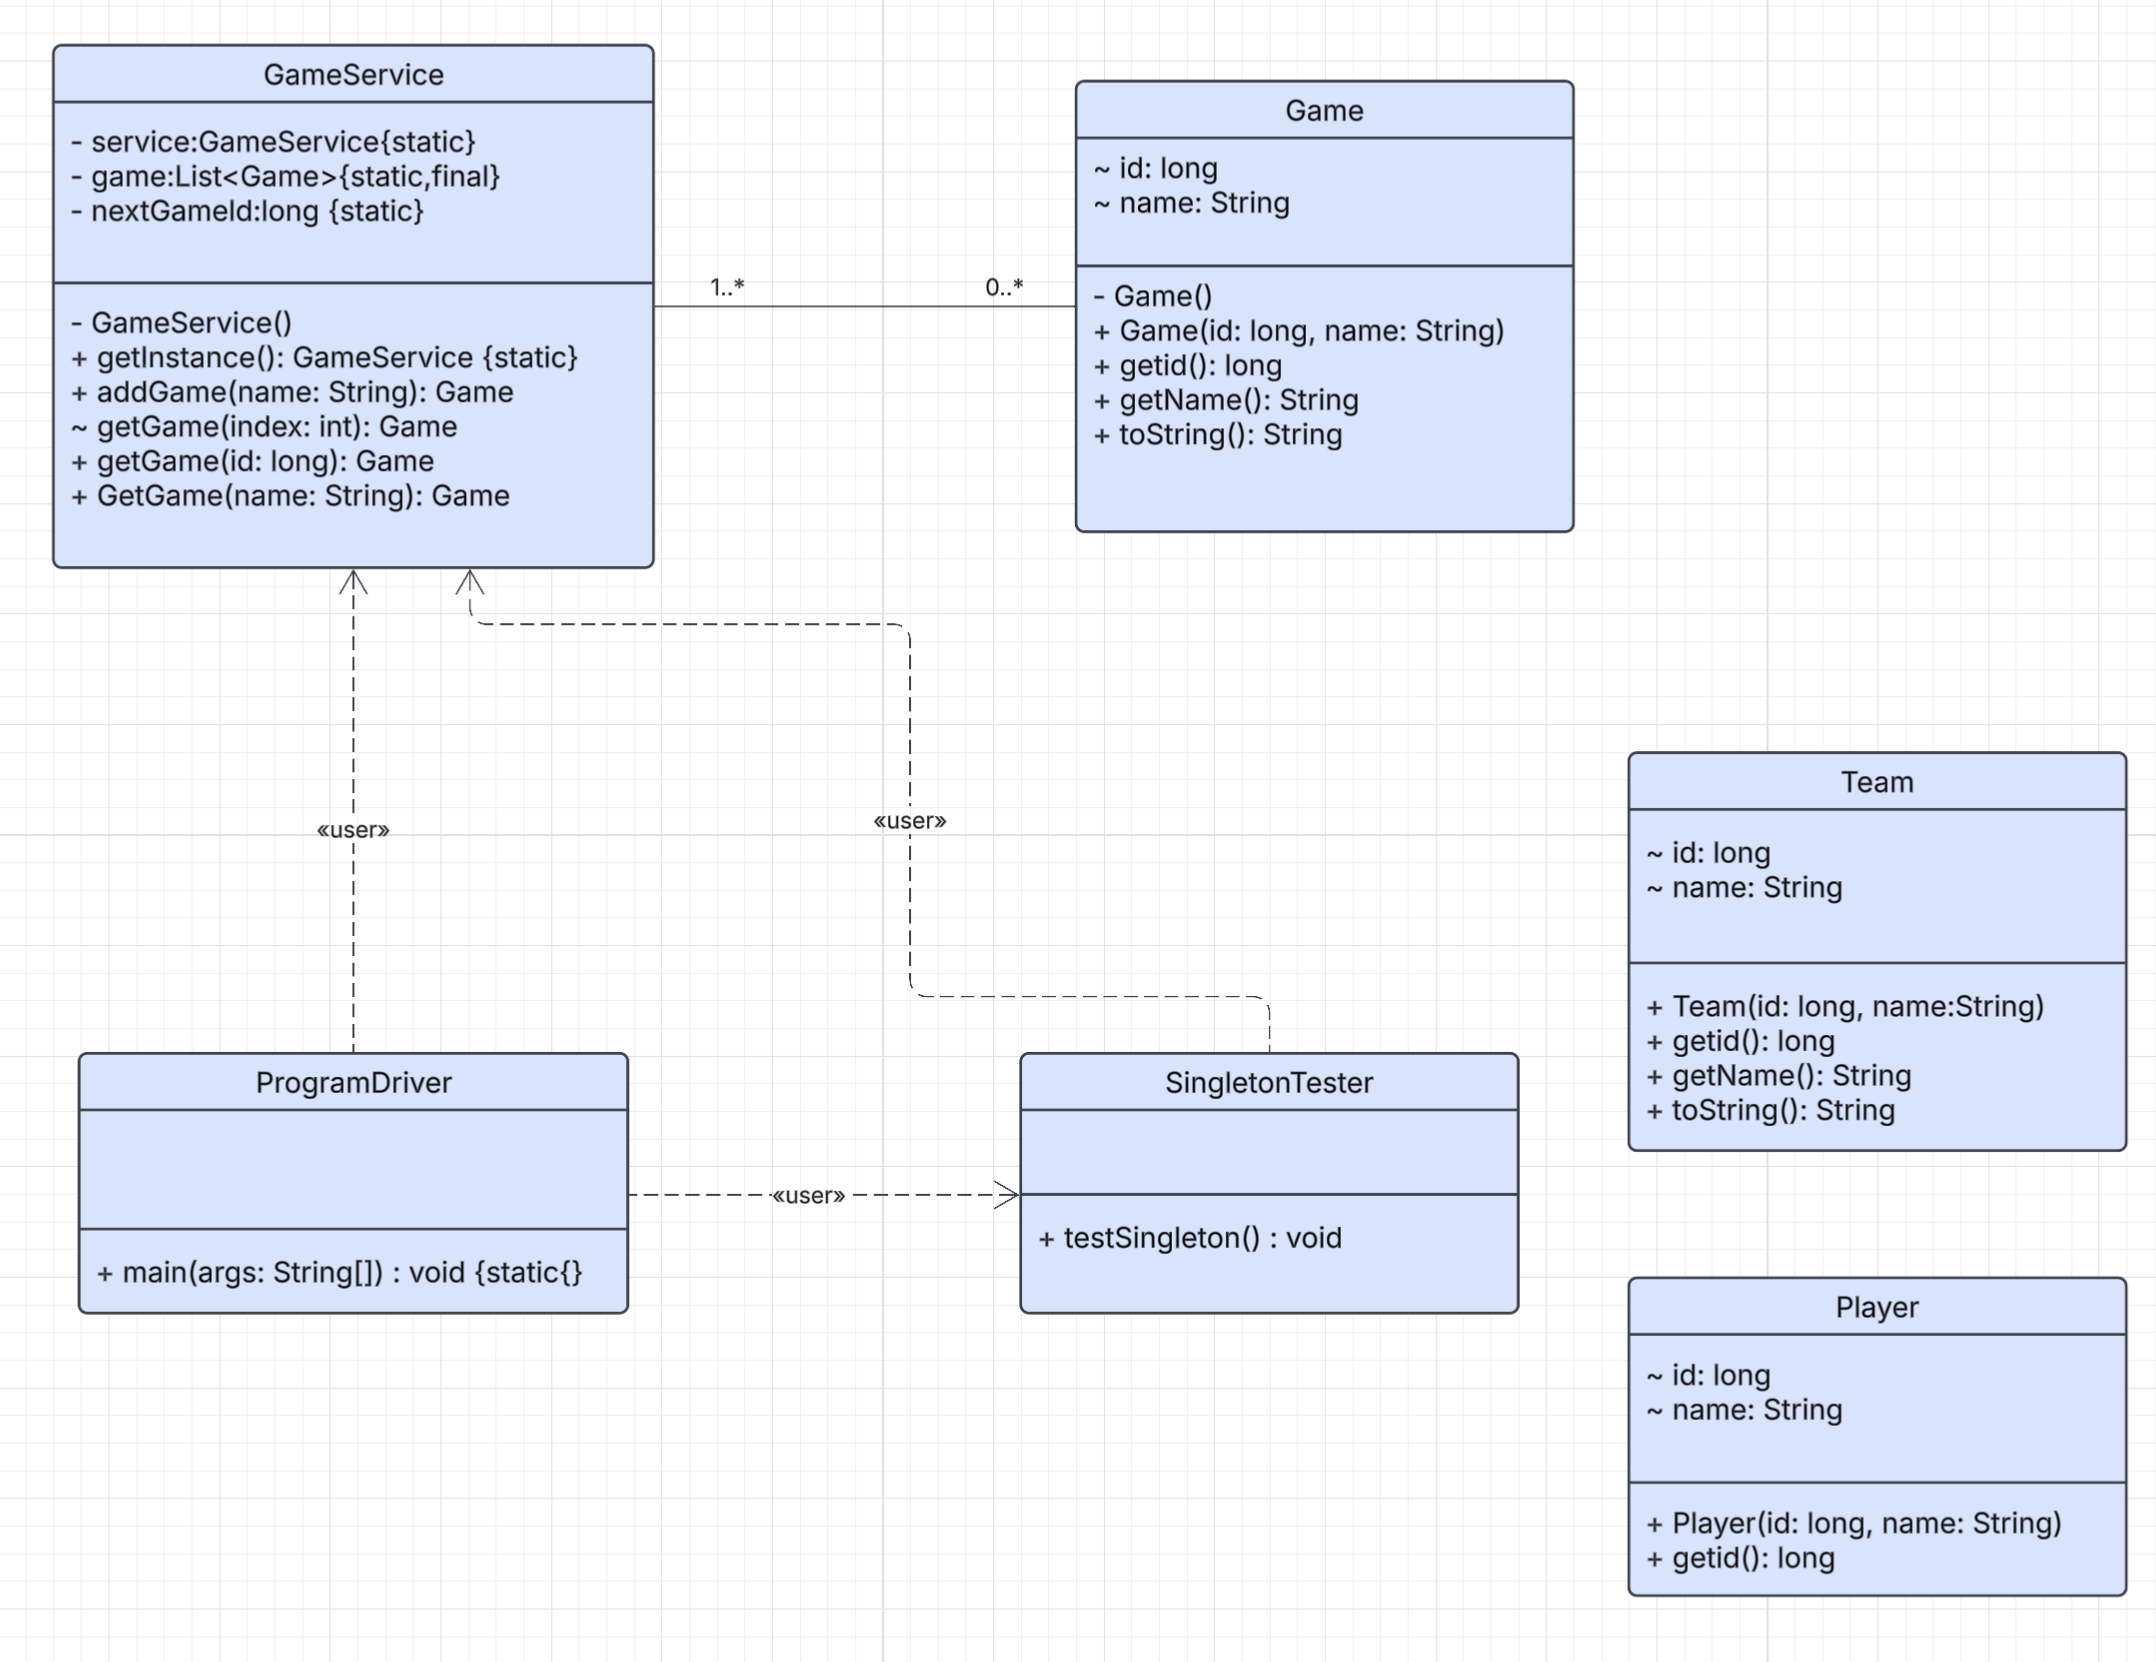 GameService
- service:GameService{static}
- game:List<Game>{static,final}
- nextGameId:long {static}
- GameService()
+ getInstance(): GameService {static}
+ addGame(name: String): Game
~ getGame(index: int): Game
+ getGame(id: long): Game
+ GetGame(name: String): Game
1..*
0..*
Game
~ id: long
~ name: String
- Game()
+ Game(id: long, name: String)
+ getid(): long
+ getName(): String
+ toString(): String
«user»
«user»
Team
~ id: long
~ name: String
+ Team(id: long, name:String)
+ getid(): long
+ getName(): String
+ toString(): String
ProgramDriver
+ main(args: String[]) : void {static{}
«user»
SingletonTester
+ testSingleton() : void
Player
~ id: long
~ name: String
+ Player(id: long, name: String)
+ getid(): long